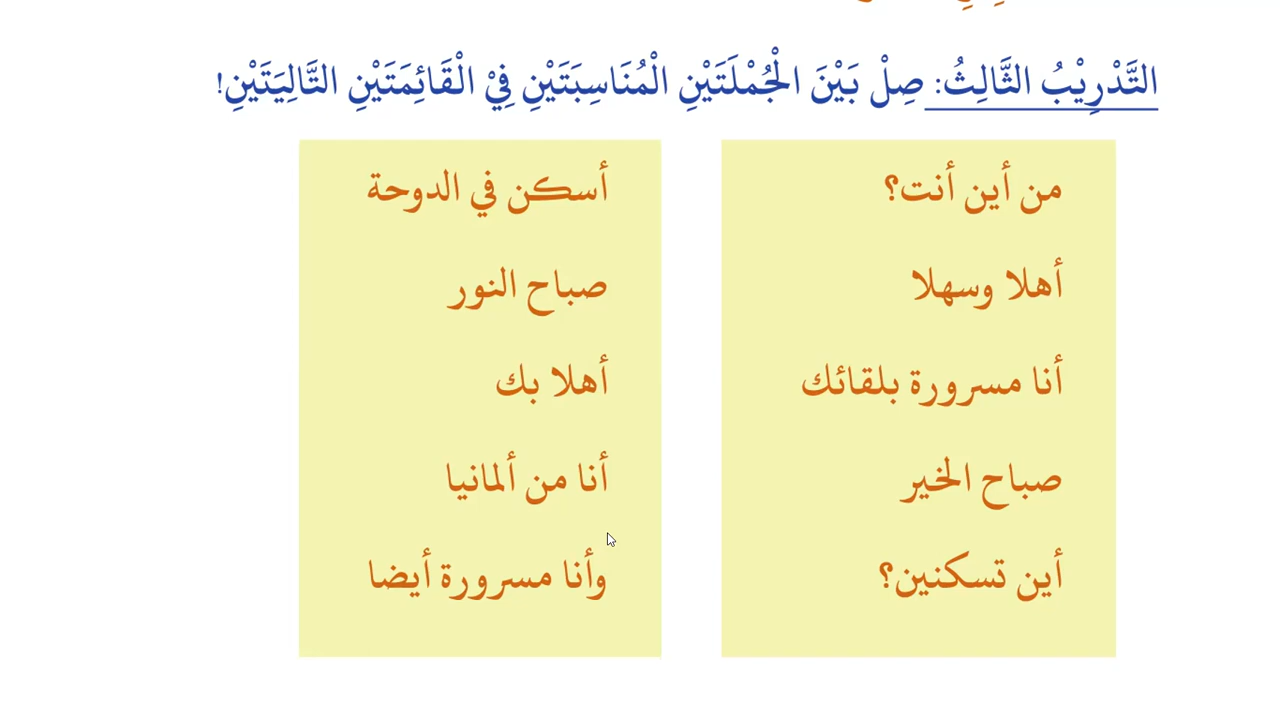 التَّدْرِيْبُ الثَّالِثُ: صِلْ بَيْنَ الْجُمْلَتَيْنِ الْمُنَاسِبَتَيْنِ فِيْ الْقَائِمَتَيْنِ التَّالِيَتَيْنِ!
من أين أنت؟
أهلا وسهلا
أنا مسرورة بلقائك
صباح الخير
أين تسكنين؟
أسكن في الدوحة
صباح النور
أهلا بك
أنا من ألمانيا
وأنا مسرورة أيضا